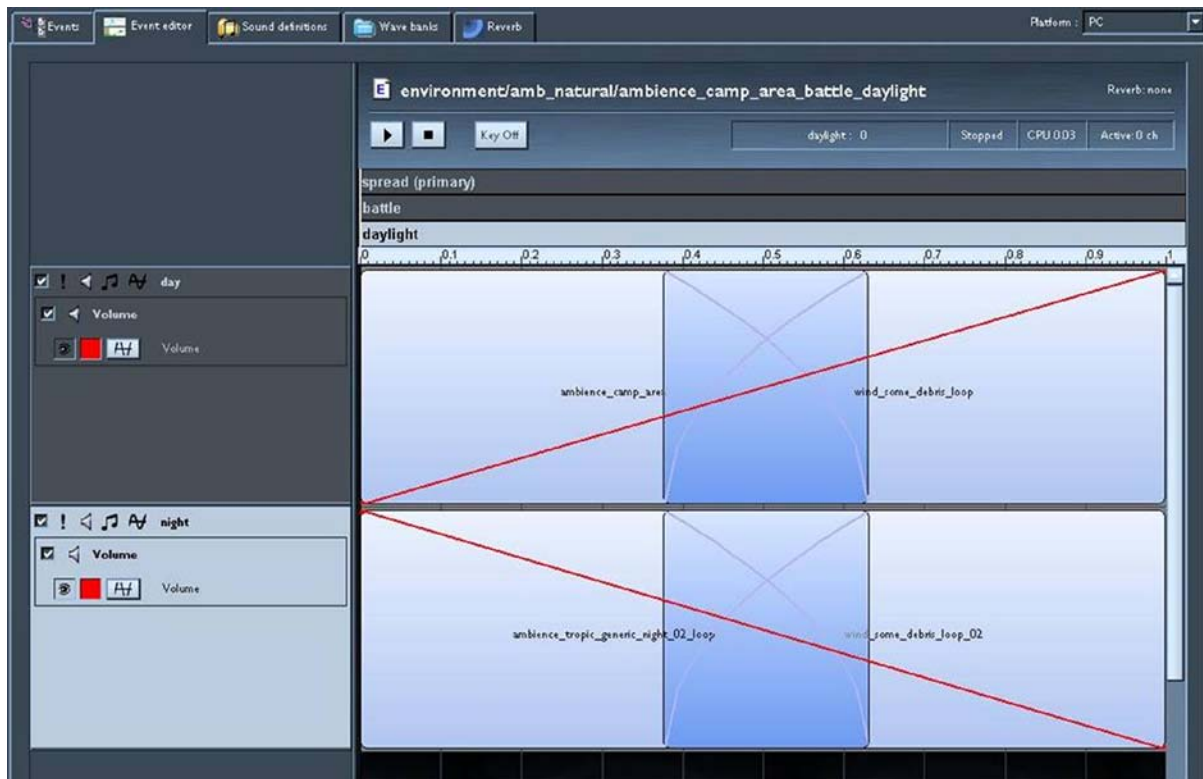 Events Event editor Sound definitions Wave banks Reverb Platform : PC
E environment/amb_natural/ambience_camp_area_battle_daylight Reverb: none
Key Off daylight : 0 Stopped CPU 0.03 Active: 0 ch
spread (primary)
battle
daylight
0 0.1 0.2 0.3 0.4 0.5 0.6 0.7 0.8 0.9 1
day
Volume
Volume
ambience_camp_area wind_some_debris_loop
night
Volume
Volume
ambience_tropic_generic_night_02_loop wind_some_debris_loop_02